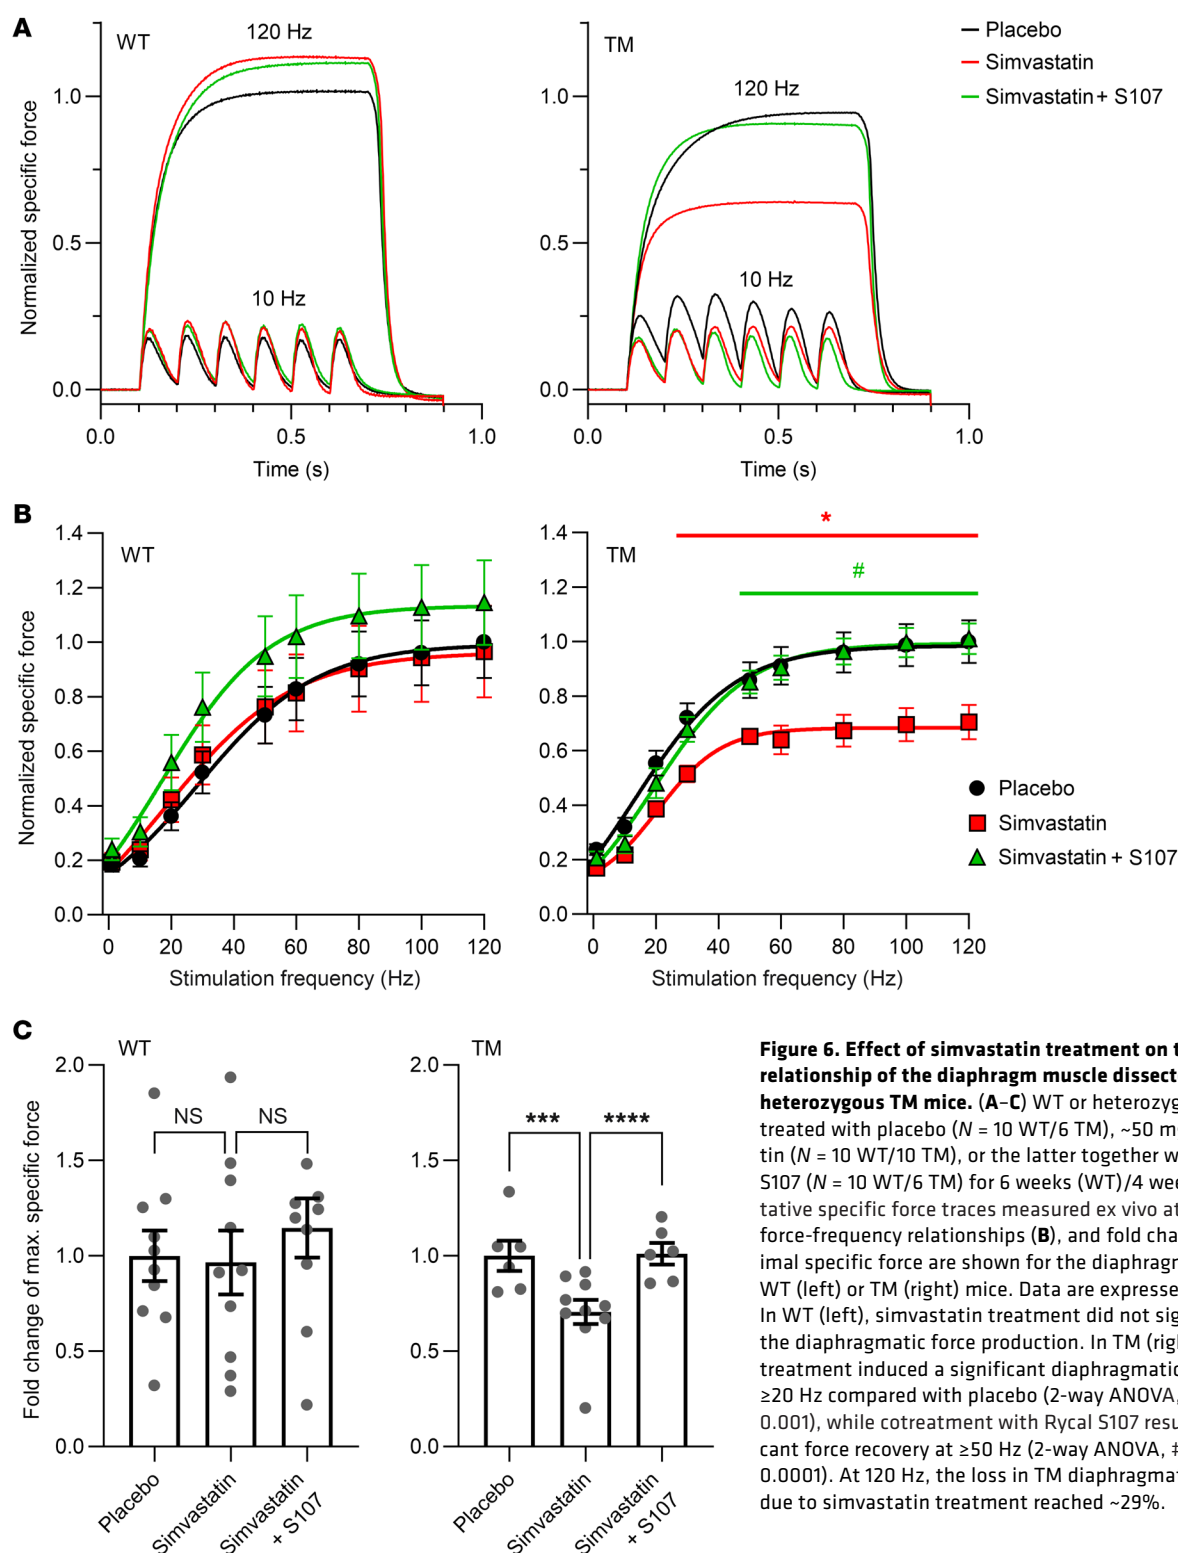 A
WT
120 Hz
10 Hz
Normalized specific force
1.0
0.5
0.0
0.0
0.5
1.0
Time (s)
TM
120 Hz
10 Hz
1.0
0.5
0.0
0.0
0.5
1.0
Time (s)
Placebo
Simvastatin
Simvastatin + S107
B
WT
Normalized specific force
1.4
1.2
1.0
0.8
0.6
0.4
0.2
0.0
0
20
40
60
80
100
120
Stimulation frequency (Hz)
TM
*
#
1.4
1.2
1.0
0.8
0.6
0.4
0.2
0.0
0
20
40
60
80
100
120
Stimulation frequency (Hz)
Placebo
Simvastatin
Simvastatin + S107
C
WT
NS
NS
Fold change of max. specific force
2.0
1.5
1.0
0.5
0.0
Placebo
Simvastatin
Simvastatin
+ S107
TM
***
****
2.0
1.5
1.0
0.5
0.0
Placebo
Simvastatin
Simvastatin
+ S107
Figure 6. Effect of simvastatin treatment on t
relationship of the diaphragm muscle dissect
heterozygous TM mice. (A–C) WT or heterozyg
treated with placebo (N = 10 WT/6 TM), ~50 m
tin (N = 10 WT/10 TM), or the latter together w
S107 (N = 10 WT/6 TM) for 6 weeks (WT)/4 wee
tative specific force traces measured ex vivo at
force-frequency relationships (B), and fold cha
imal specific force are shown for the diaphragn
WT (left) or TM (right) mice. Data are expresse
In WT (left), simvastatin treatment did not sig
the diaphragmatic force production. In TM (righ
treatment induced a significant diaphragmatic
≥20 Hz compared with placebo (2-way ANOVA,
0.001), while cotreatment with Rycal S107 resu
cant force recovery at ≥50 Hz (2-way ANOVA, #
0.0001). At 120 Hz, the loss in TM diaphragmat
due to simvastatin treatment reached ~29%.